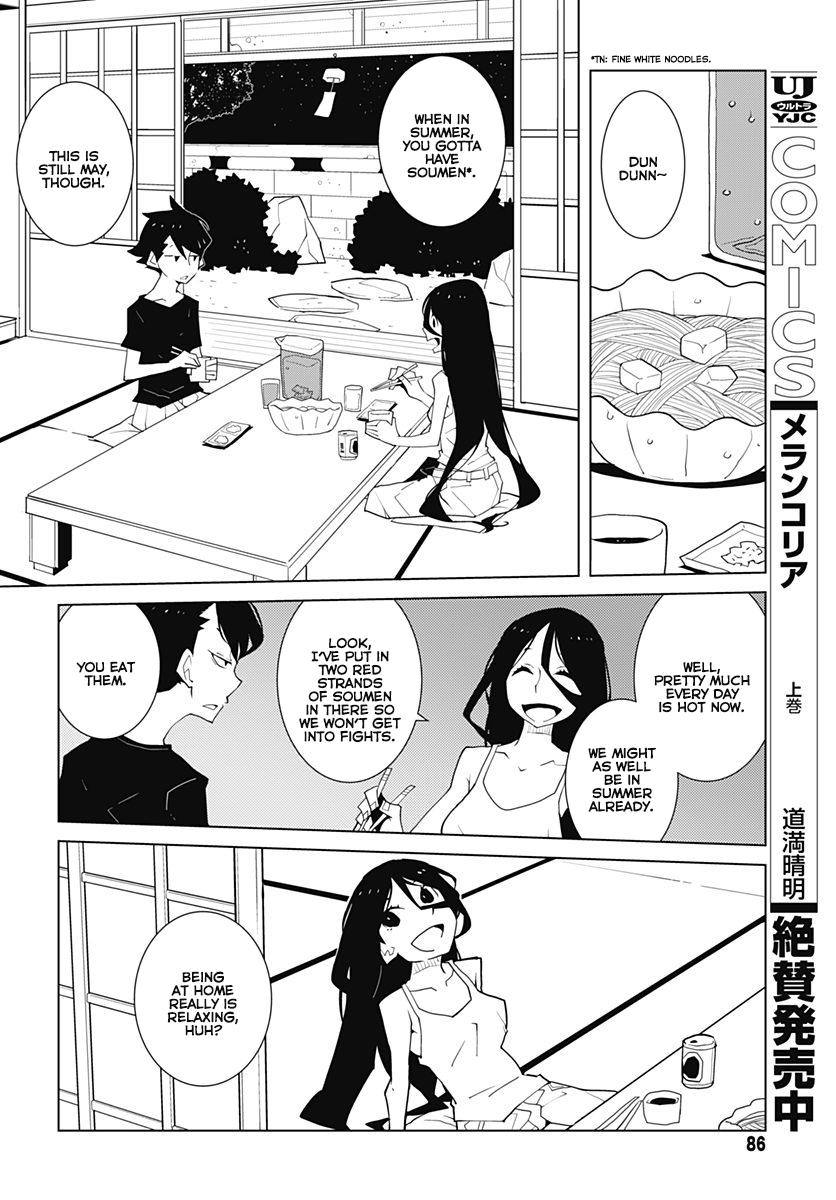 *TN: FINE WHITE NOODLES.
DUN
DUNN~
WHEN IN
SUMMER,
YOU GOTTA
HAVE
SOUMEN*.
THIS IS
STILL MAY,
THOUGH.
WELL,
PRETTY MUCH
EVERY DAY
IS HOT NOW.
WE MIGHT
AS WELL
BE IN
SUMMER
ALREADY.
LOOK,
I'VE PUT IN
TWO RED
STRANDS
OF SOUMEN
IN THERE SO
WE WON'T GET
INTO FIGHTS.
YOU EAT
THEM.
BEING
AT HOME
REALLY IS
RELAXING,
HUH?
UJ
ウルトラ
YJC
COMICS
メランコリア
上巻
道満晴明
絶賛発売中
86